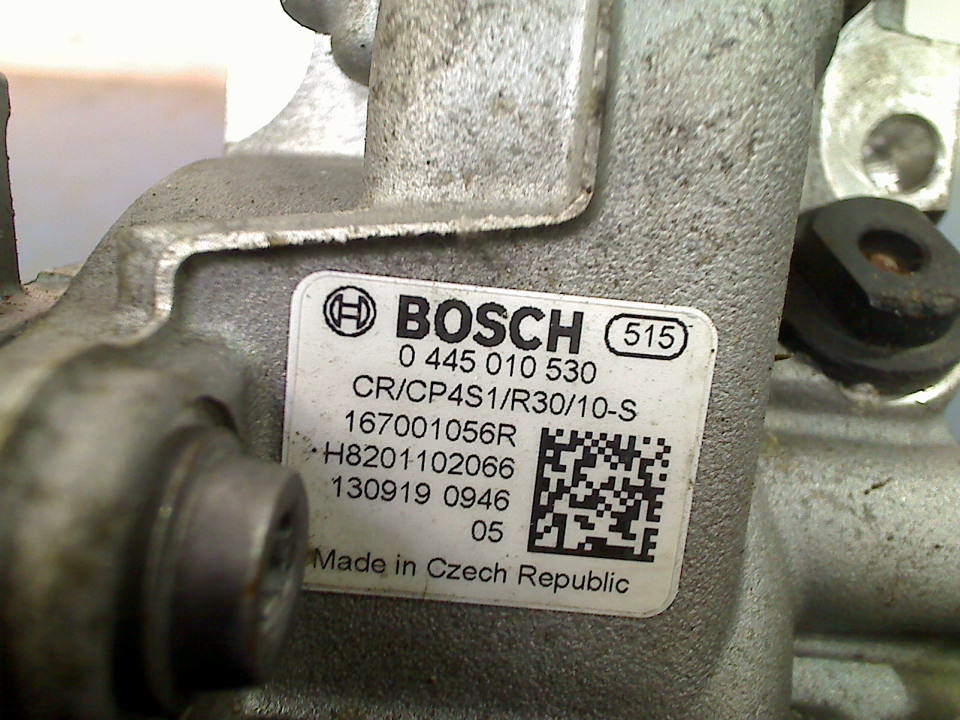 BOSCH 515
0 445 010 530
CR/CP4S1/R30/10-S
167001056R
H8201102066
130919 0946
05
Made in Czech Republic